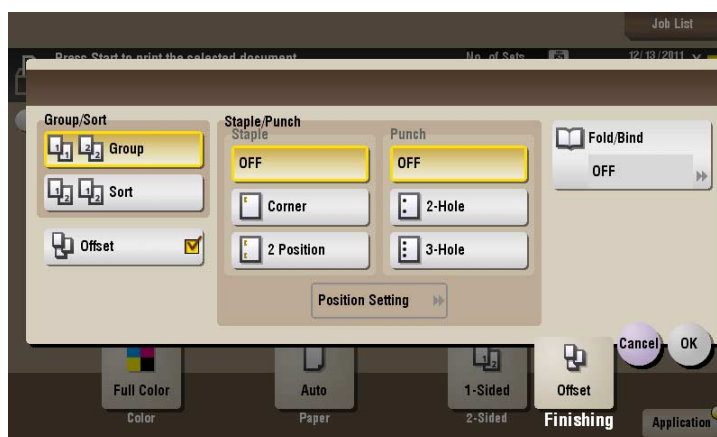 Job List
Press Start to print the selected document.
No. of Sets
12/13/2011
Group/Sort
Group
Sort
Offset
Staple/Punch
Staple
OFF
Corner
2 Position
Punch
OFF
2-Hole
3-Hole
Position Setting
Fold/Bind
OFF
Cancel
OK
Full Color
Color
Auto
Paper
1-Sided
2-Sided
Offset
Finishing
Application